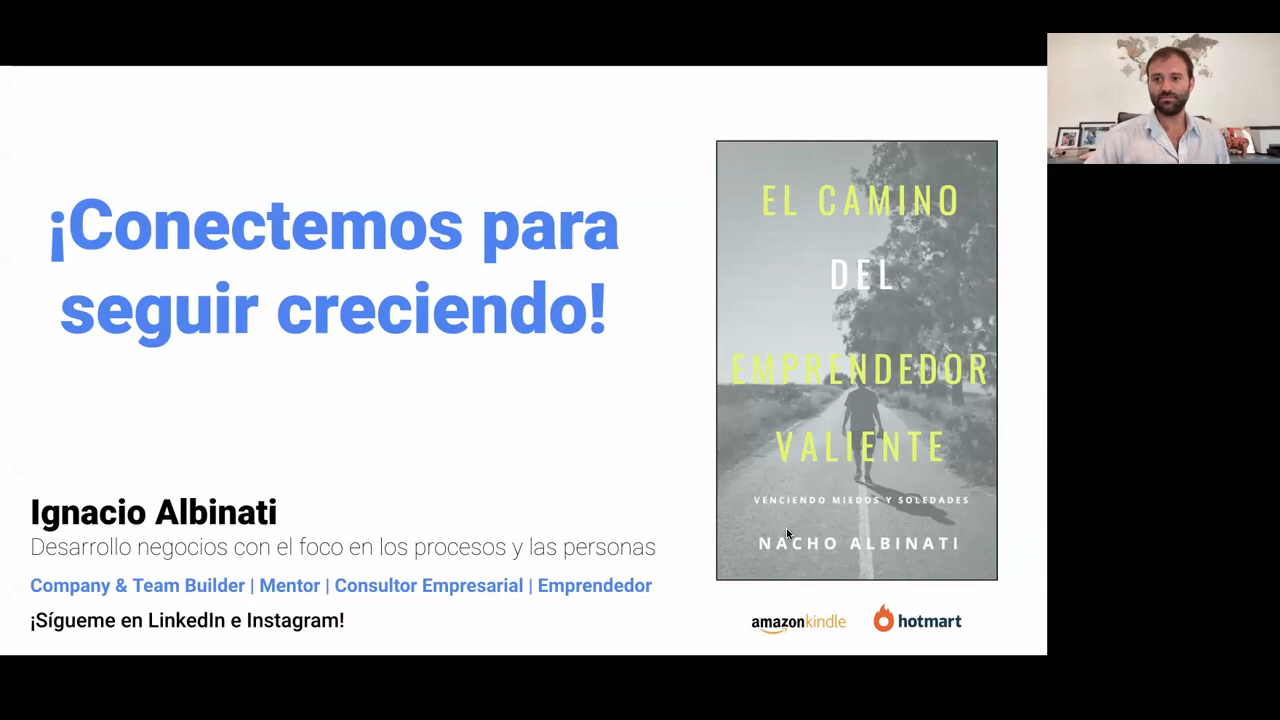 ¡Conectemos para
seguir creciendo!
EL CAMINO
DEL
EMPRENDEDOR
VALIENTE
VENCIENDO MIEDOS Y SOLEDADES
NACHO ALBINATI
Ignacio Albinati
Desarrollo negocios con el foco en los procesos y las personas
Company & Team Builder | Mentor | Consultor Empresarial | Emprendedor
¡Sígueme en LinkedIn e Instagram!
amazonkindle
hotmart